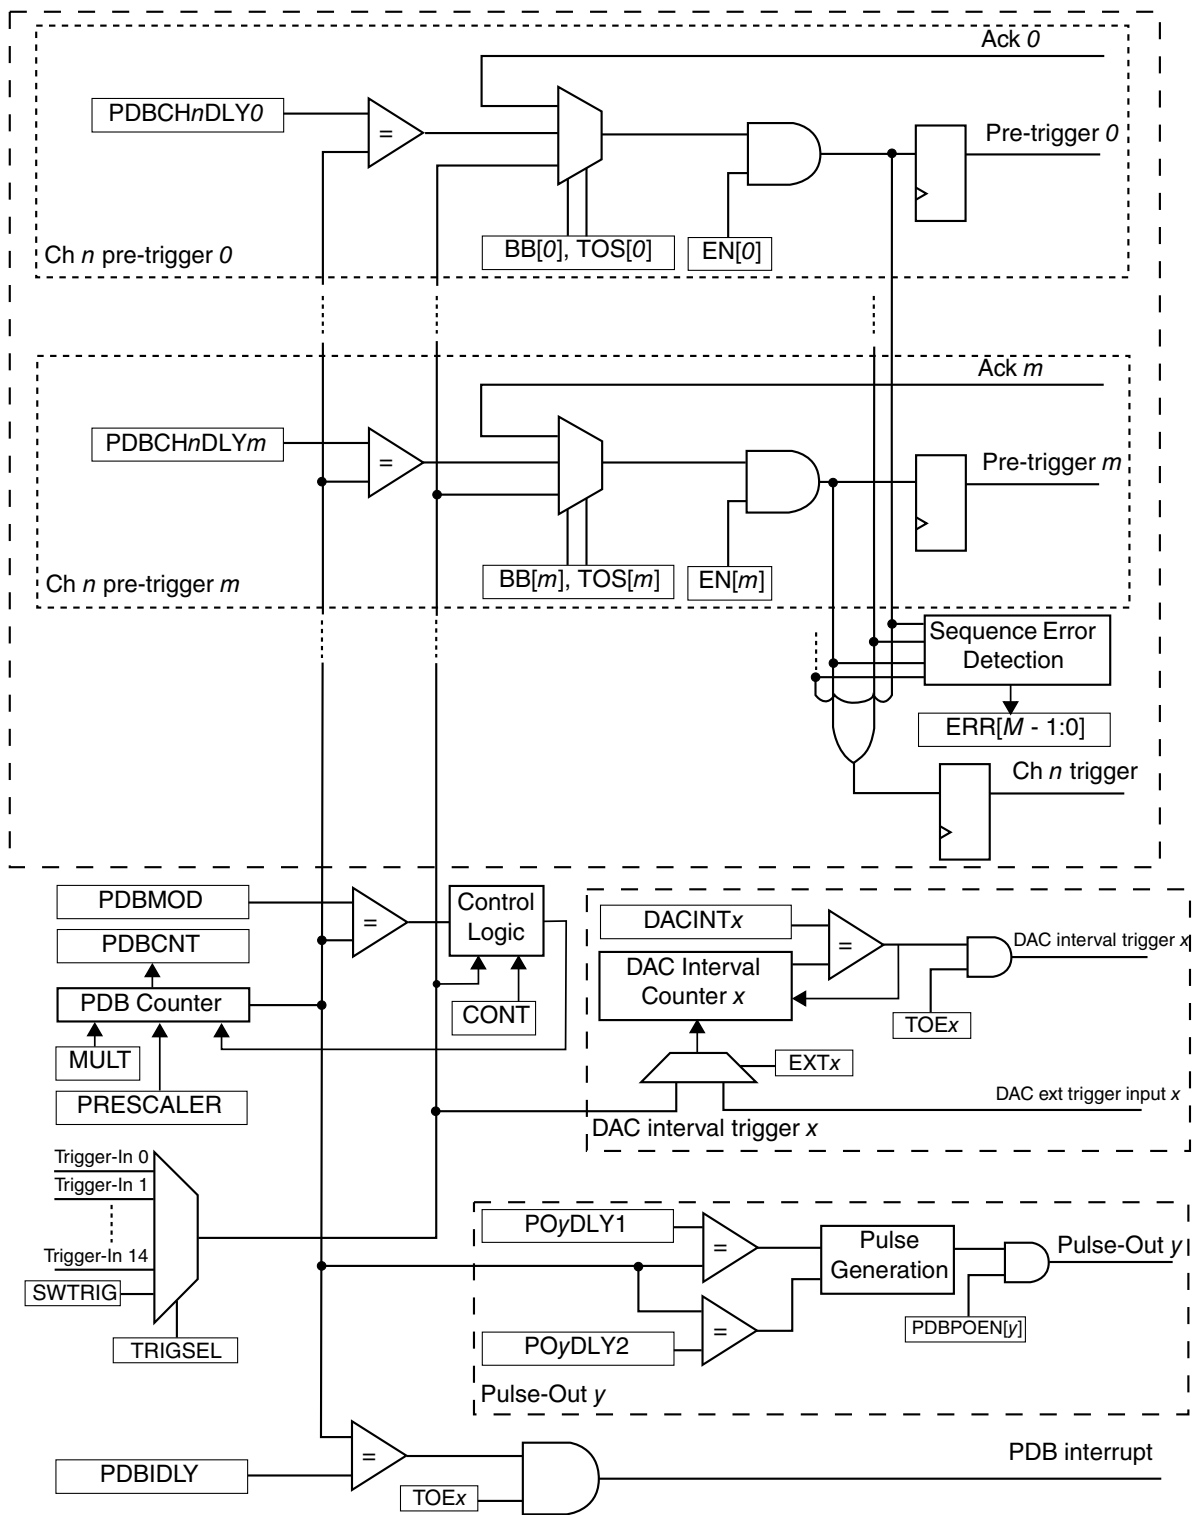 Ack 0
PDBCHnDLY0
=
Pre-trigger 0
BB[0], TOS[0]
EN[0]
Ch n pre-trigger 0
Ack m
PDBCHnDLYm
=
Pre-trigger m
BB[m], TOS[m]
EN[m]
Ch n pre-trigger m
Sequence Error
Detection
ERR[M - 1:0]
Ch n trigger
PDBMOD
=
Control
Logic
PDBCNT
PDB Counter
CONT
MULT
PRESCALER
DACINTx
=
DAC interval trigger x
DAC Interval
Counter x
TOEx
EXTx
DAC ext trigger input x
DAC interval trigger x
Trigger-In 0
Trigger-In 1
Trigger-In 14
SWTRIG
TRIGSEL
POyDLY1
=
Pulse
Generation
Pulse-Out y
PDBPOEN[y]
=
POyDLY2
Pulse-Out y
=
PDB interrupt
PDBIDLY
TOEx